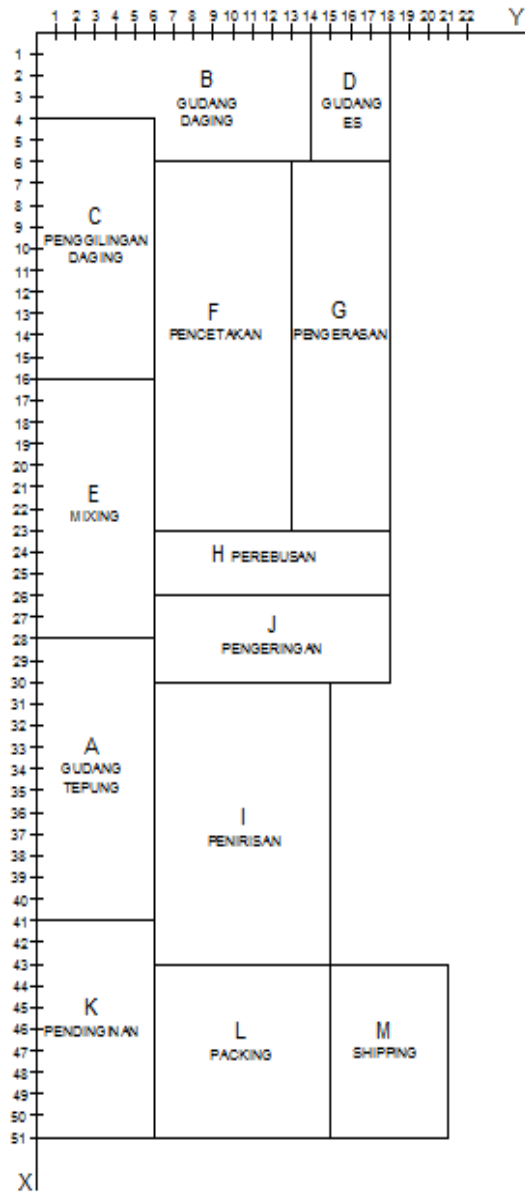 1 2 3 4 5 6 7 8 9 10 11 12 13 14 15 16 17 18 19 20 21 22 Y
1
2
3
4
5
6
7
8
9
10
11
12
13
14
15
16
17
18
19
20
21
22
23
24
25
26
27
28
29
30
31
32
33
34
35
36
37
38
39
40
41
42
43
44
45
46
47
48
49
50
51
X
B
GUDANG
DAGING
D
GUDANG
ES
C
PENGGILINGAN
DAGING
F
PENCETAKAN
G
PENGERASAN
E
MIXING
H PEREBUSAN
J
PENGERINGAN
A
GUDANG
TEPUNG
I
PENIRISAN
K
PENDINGINAN
L
PACKING
M
SHIPPING